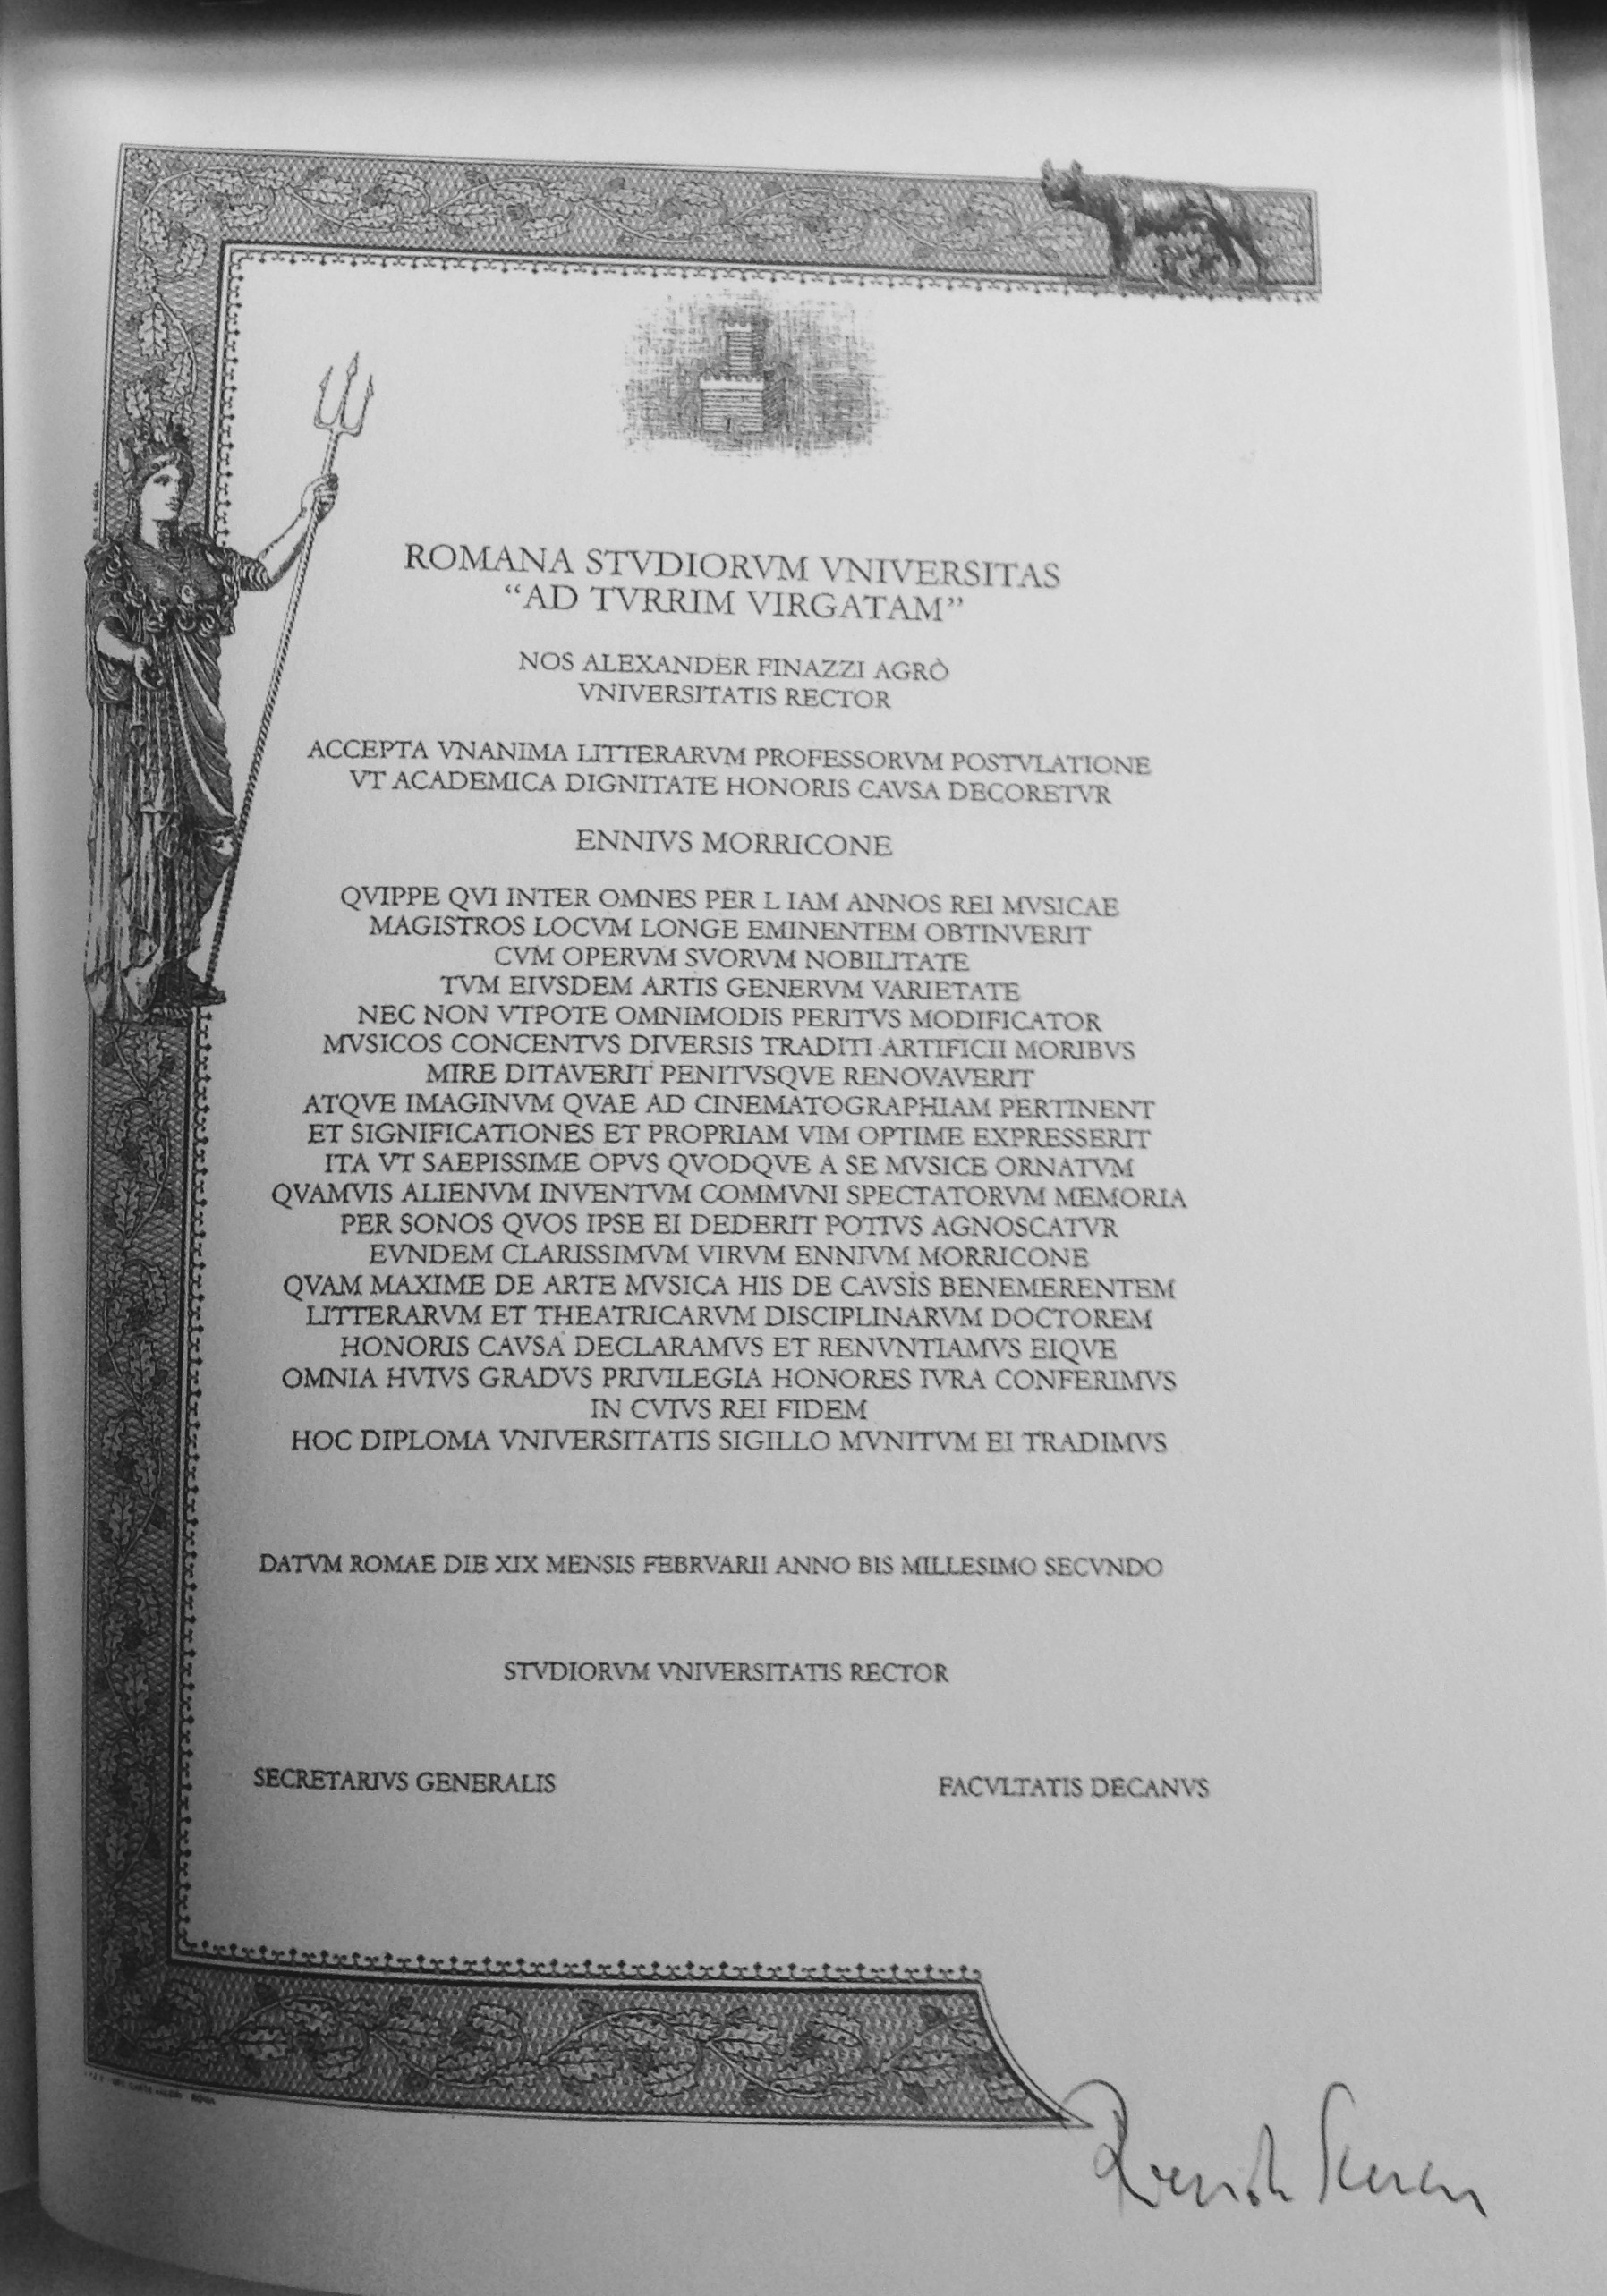 ROMANA STVDIORVM VNIVERSITAS
“AD TVRRIM VIRGATAM”
NOS ALEXANDER FINAZZI AGRÒ
VNIVERSITATIS RECTOR
ACCEPTA VNANIMA LITTERARVM PROFESSORVM POSTVLATIONE
VT ACADEMICA DIGNITATE HONORIS CAVSA DECORETVR
ENNIVS MORRICONE
QVIPPE QVI INTER OMNES PER L IAM ANNOS REI MVSICAE
MAGISTROS LOCVM LONGE EMINENTEM OBTINVERIT
CVM OPERVM SVORVM NOBILITATE
TVM EIVSDEM ARTIS GENERVM VARIETATE
NEC NON VTPOTE OMNIMODIS PERITVS MODIFICATOR
MVSICOS CONCENTVS DIVERSIS TRADITI ARTIFICII MORIBVS
MIRE DITAVERIT PENITVSQVE RENOVAVERIT
ATQVE IMAGINVM QVAE AD CINEMATOGRAPHIAM PERTINENT
ET SIGNIFICATIONES ET PROPRIAM VIM OPTIME EXPRESSERIT
ITA VT SAEPISSIME OPVS QVODQVE A SE MVSICE ORNATVM
QVAMVIS ALIENVM INVENTVM COMMVNI SPECTATORVM MEMORIA
PER SONOS QVOS IPSE EI DEDERIT POTIVS AGNOSCATVR
EVNDEM CLARISSIMVM VIRVM ENNIVM MORRICONE
QVAM MAXIME DE ARTE MVSICA HIS DE CAVSIS BENEMERENTEM
LITTERARVM ET THEATRICARVM DISCIPLINARVM DOCTOREM
HONORIS CAVSA DECLARAMVS ET RENVNTIAMVS EIQVE
OMNIA HVIVS GRADVS PRIVILEGIA HONORES IVRA CONFERIMVS
IN CVIVS REI FIDEM
HOC DIPLOMA VNIVERSITATIS SIGILLO MVNITVM EI TRADIMVS
DATVM ROMAE DIE XIX MENSIS FEBRVARII ANNO BIS MILLESIMO SECVNDO
STVDIORVM VNIVERSITATIS RECTOR
SECRETARIVS GENERALIS
FACVLTATIS DECANVS